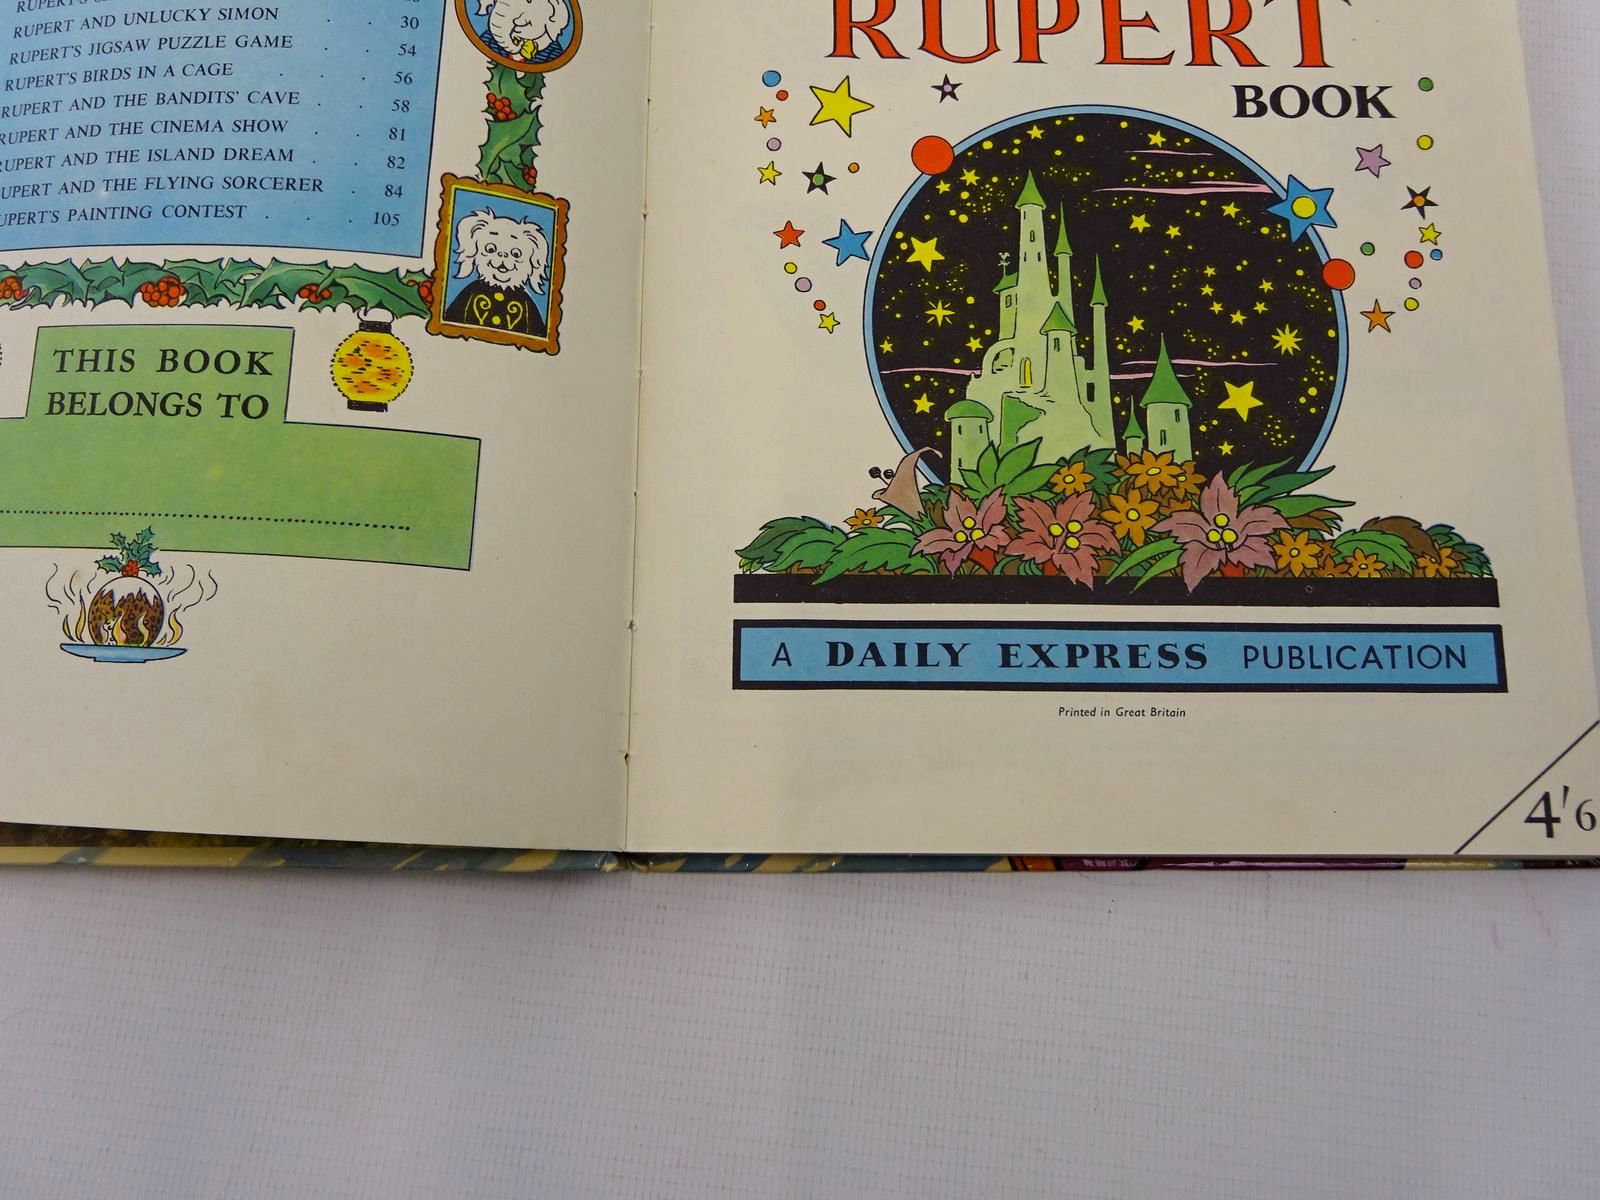 RUPERT AND UNLUCKY SIMON . . 30
RUPERT'S JIGSAW PUZZLE GAME . . 54
RUPERT'S BIRDS IN A CAGE . . . 56
RUPERT AND THE BANDITS' CAVE . . 58
RUPERT AND THE CINEMA SHOW . . 81
RUPERT AND THE ISLAND DREAM . . 82
UPERT AND THE FLYING SORCERER . 84
UPERT'S PAINTING CONTEST . . . 105
THIS BOOK
BELONGS TO
RUPERT
BOOK
A DAILY EXPRESS PUBLICATION
Printed in Great Britain
4'6